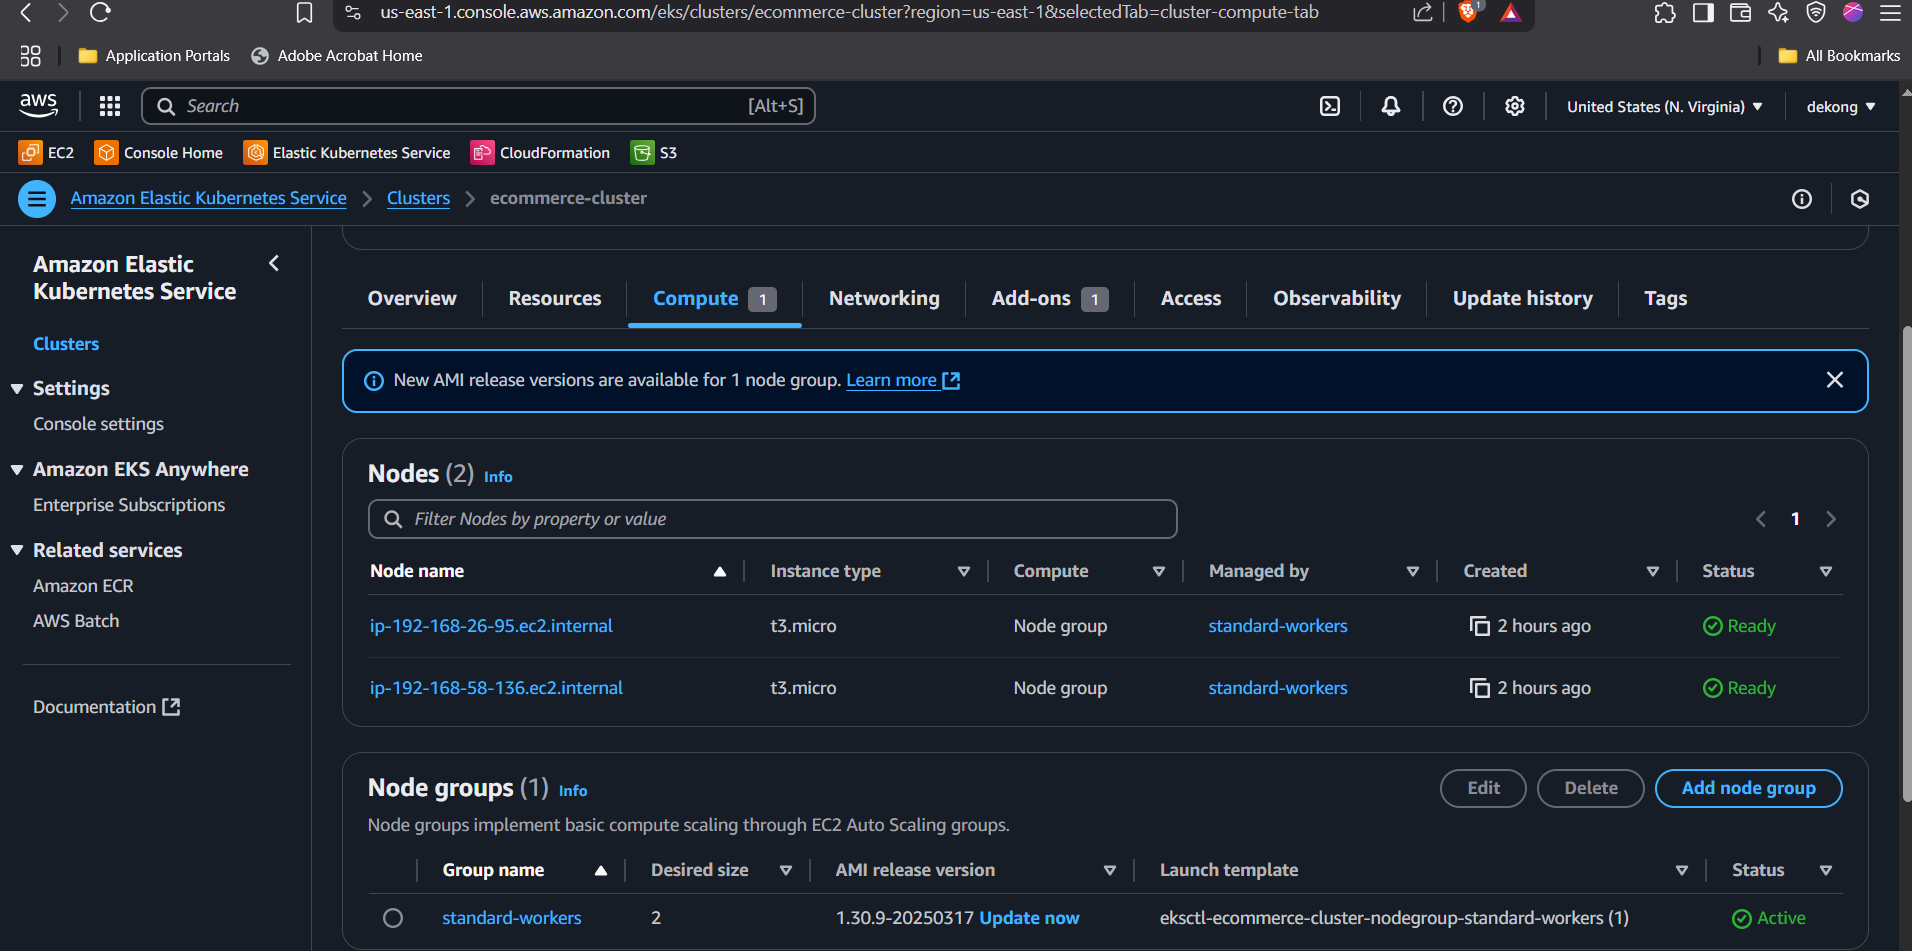 us-east-1.console.aws.amazon.com/eks/clusters/ecommerce-cluster?region=us-east-1&selectedTab=cluster-compute-tab
1
Application Portals
Adobe Acrobat Home
All Bookmarks
aws
Search
[Alt+S]
United States (N. Virginia)
dekong
EC2
Console Home
Elastic Kubernetes Service
CloudFormation
S3
Amazon Elastic Kubernetes Service
Clusters
ecommerce-cluster
Amazon Elastic
Kubernetes Service
Clusters
Settings
Console settings
Amazon EKS Anywhere
Enterprise Subscriptions
Related services
Amazon ECR
AWS Batch
Documentation
Overview
Resources
Compute 1
Networking
Add-ons 1
Access
Observability
Update history
Tags
New AMI release versions are available for 1 node group. Learn more
Nodes (2) Info
Filter Nodes by property or value
1
Node name Instance type Compute Managed by Created Status
ip-192-168-26-95.ec2.internal t3.micro Node group standard-workers 2 hours ago Ready
ip-192-168-58-136.ec2.internal t3.micro Node group standard-workers 2 hours ago Ready
Node groups (1) Info
Edit
Delete
Add node group
Node groups implement basic compute scaling through EC2 Auto Scaling groups.
Group name Desired size AMI release version Launch template Status
standard-workers 2 1.30.9-20250317 Update now eksctl-ecommerce-cluster-nodegroup-standard-workers (1) Active